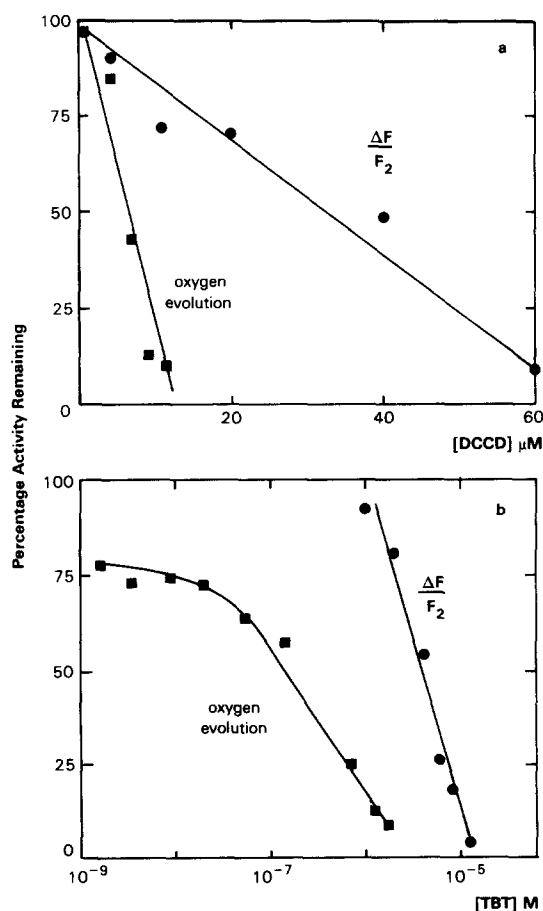 100
a
75
50
25
0
ΔF
F₂
oxygen
evolution
20
40
60
[DCCD] μM
Percentage Activity Remaining
100
b
75
50
25
0
ΔF
F₂
oxygen
evolution
10⁻⁹
10⁻⁷
10⁻⁵
[TBT] M